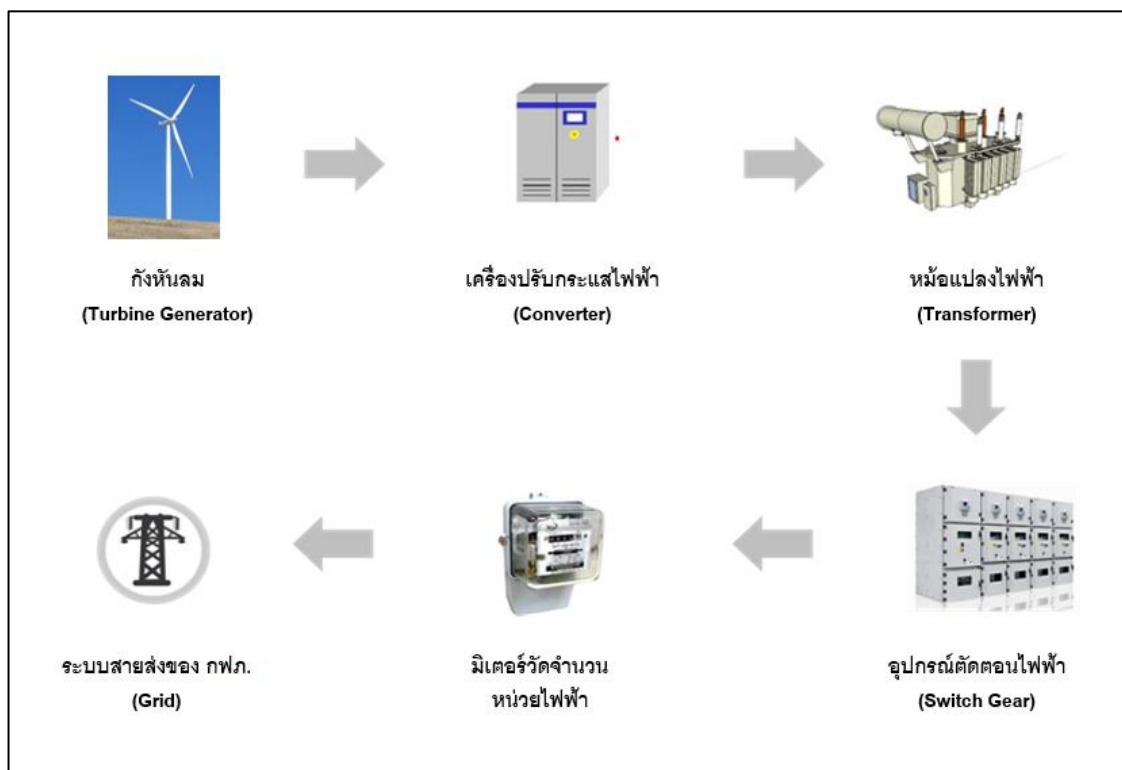 กังหันลม
(Turbine Generator)
เครื่องปรับกระแสไฟฟ้า
(Converter)
หม้อแปลงไฟฟ้า
(Transformer)
ระบบสายส่งของ กฟภ.
(Grid)
มิเตอร์วัดจำนวน
หน่วยไฟฟ้า
อุปกรณ์ตัดตอนไฟฟ้า
(Switch Gear)